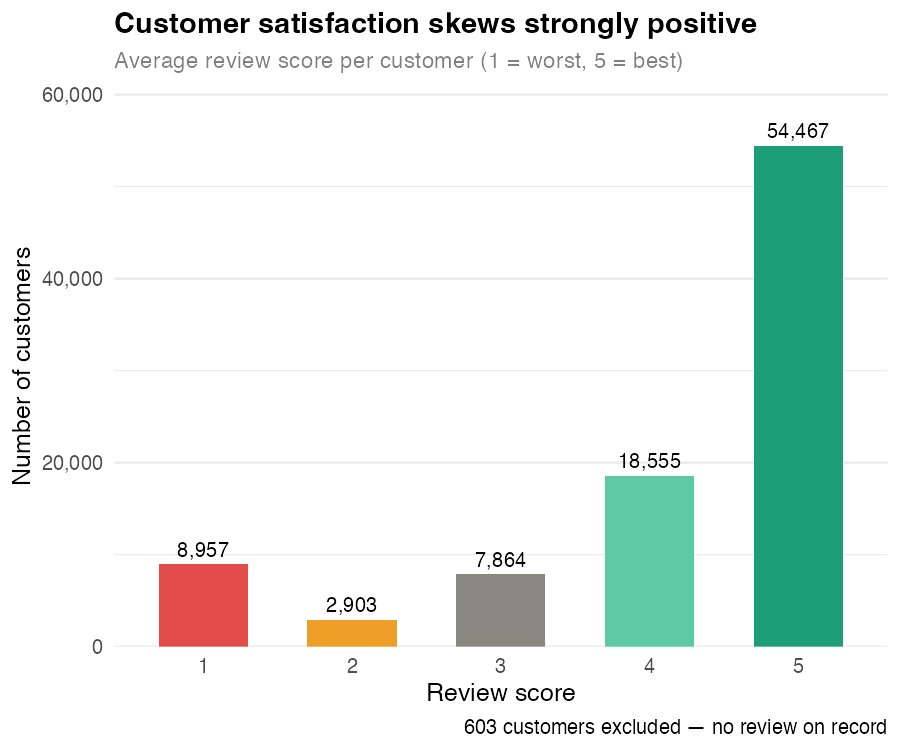 Customer satisfaction skews strongly positive
Average review score per customer (1 = worst, 5 = best)
60,000
54,467
40,000
Number of customers
20,000
18,555
8,957
7,864
2,903
0
1 2 3 4 5
Review score
603 customers excluded — no review on record